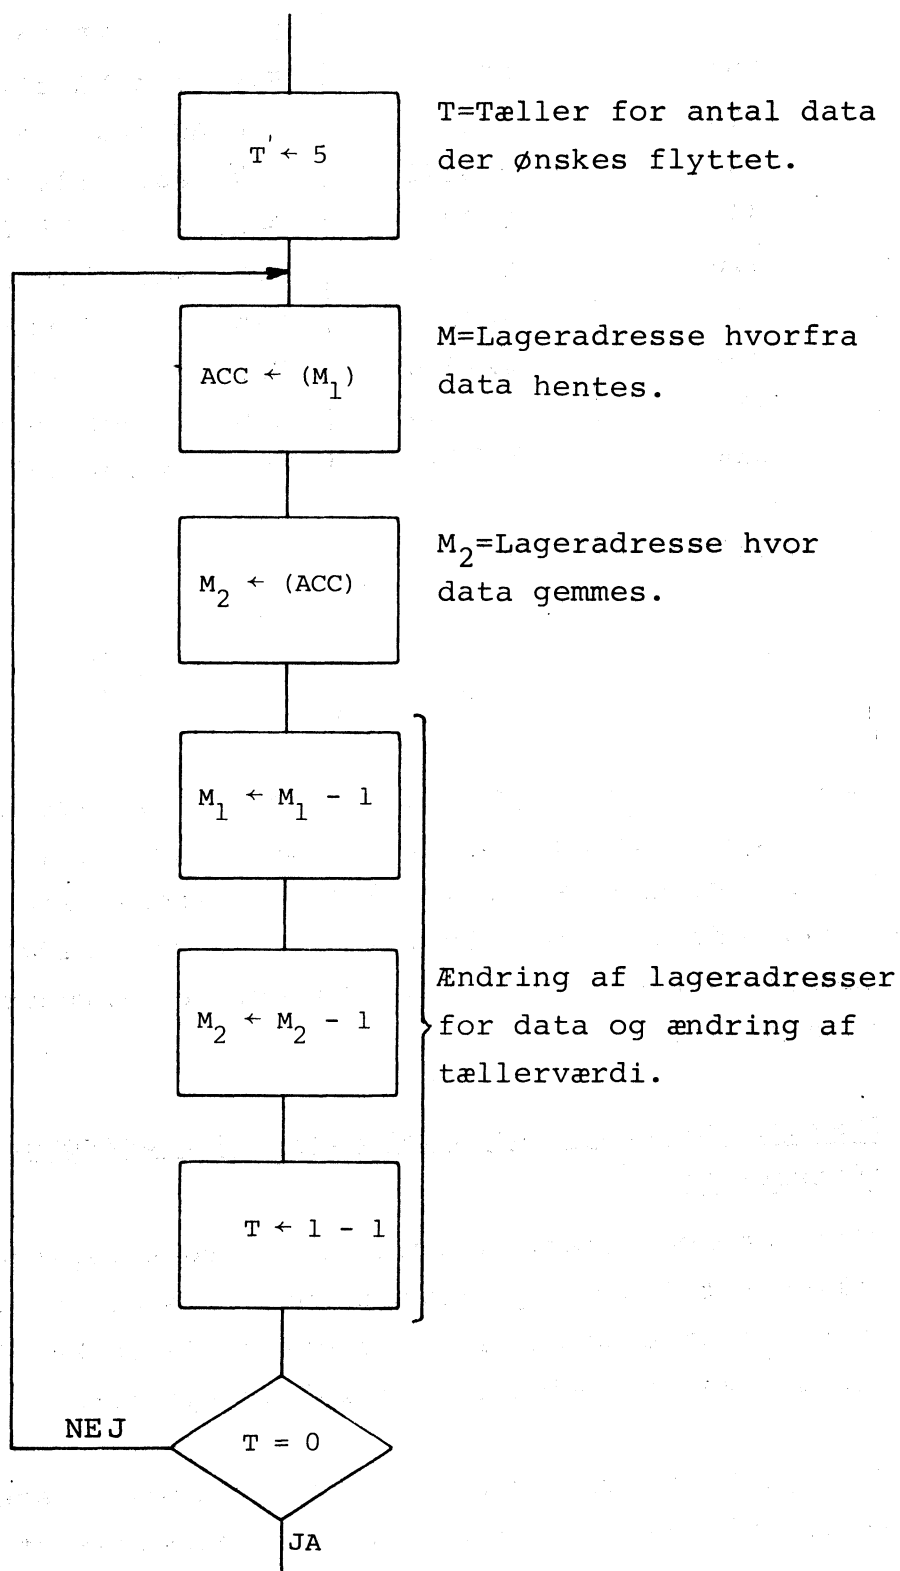 T' ← 5
T=Tæller for antal data
der ønskes flyttet.
ACC ← (M₁)
M=Lageradresse hvorfra
data hentes.
M₂ ← (ACC)
M₂=Lageradresse hvor
data gemmes.
M₁ ← M₁ - 1
M₂ ← M₂ - 1
Ændring af lageradresser
for data og ændring af
tællerværdi.
T ← 1 - 1
NEJ
T = 0
JA